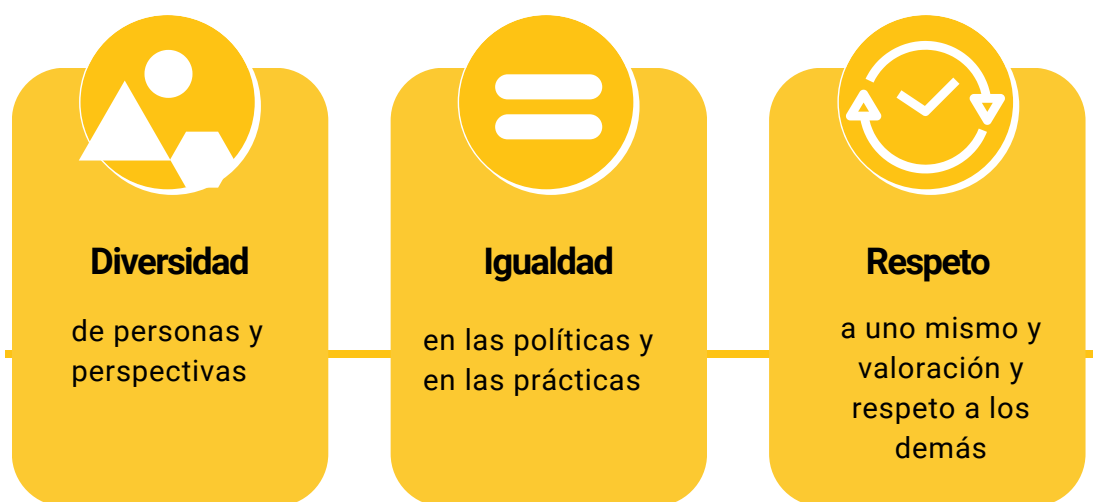 Diversidad
de personas y
perspectivas
Igualdad
en las políticas y
en las prácticas
Respeto
a uno mismo y
valoración y
respeto a los
demás